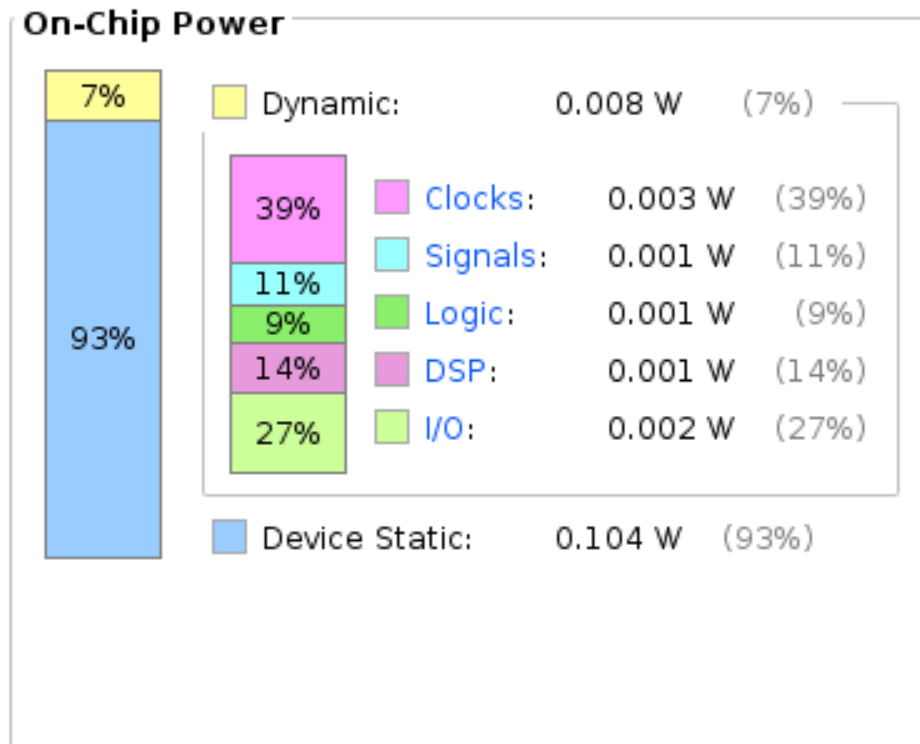 On-Chip Power
7%
93%
Dynamic: 0.008 W (7%)
39%
11%
9%
14%
27%
Clocks: 0.003 W (39%)
Signals: 0.001 W (11%)
Logic: 0.001 W (9%)
DSP: 0.001 W (14%)
I/O: 0.002 W (27%)
Device Static: 0.104 W (93%)